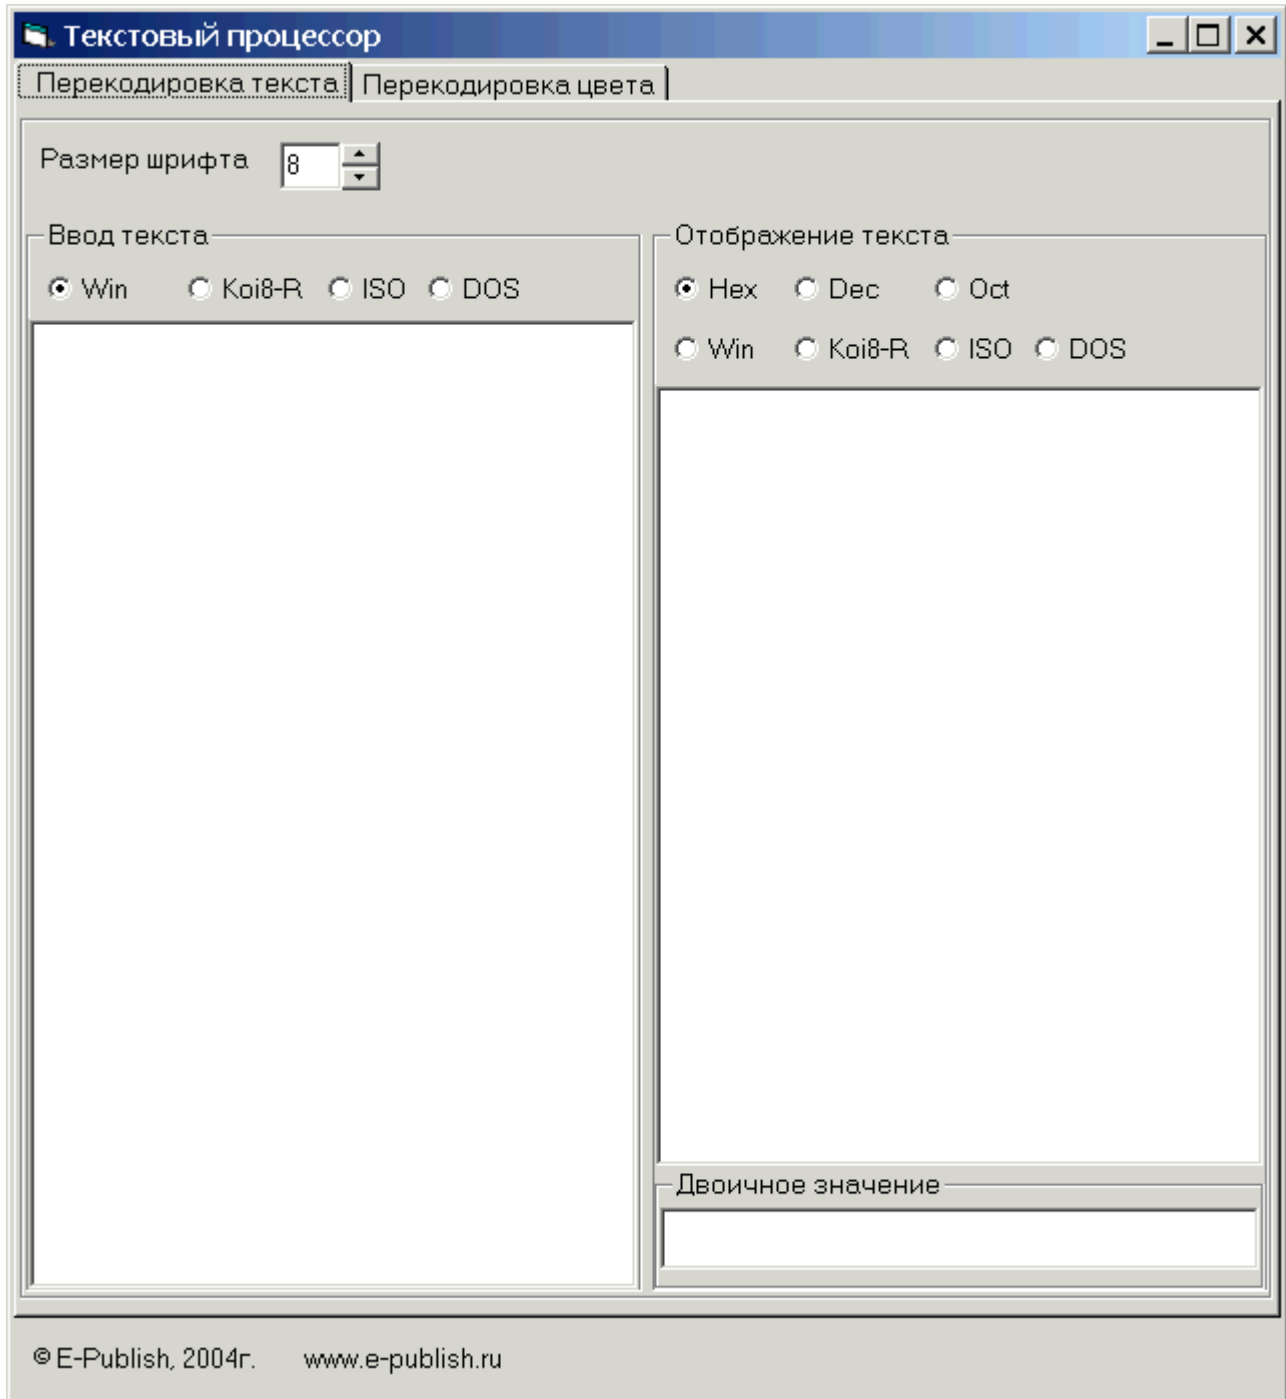 Текстовый процессор
Перекодировка текста Перекодировка цвета
Размер шрифта 8
Ввод текста
Win Koi8-R ISO DOS
Отображение текста
Hex Dec Oct
Win Koi8-R ISO DOS
Двоичное значение
© E-Publish, 2004г. www.e-publish.ru